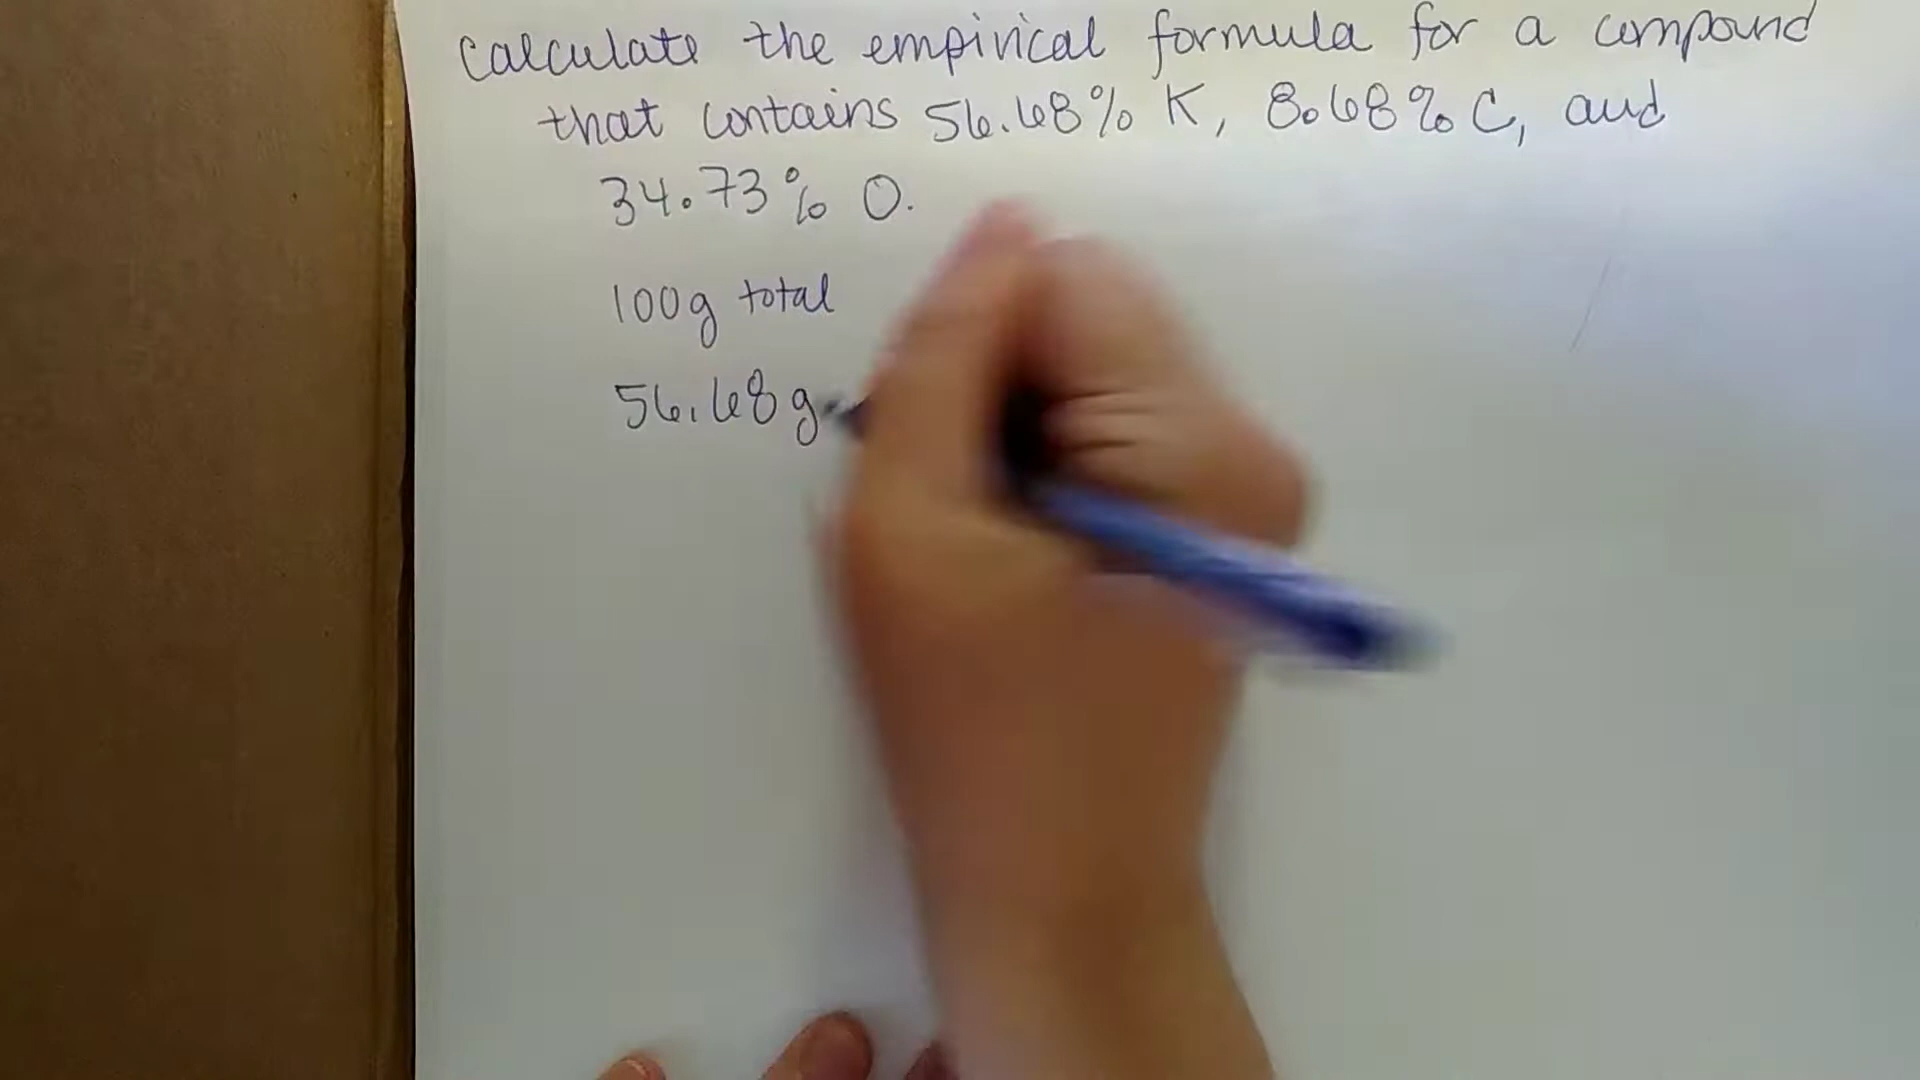 calculate the empirical formula for a compound
that contains 56.68% K, 8.68% C, and
34.73% O.
100g total
56.68g